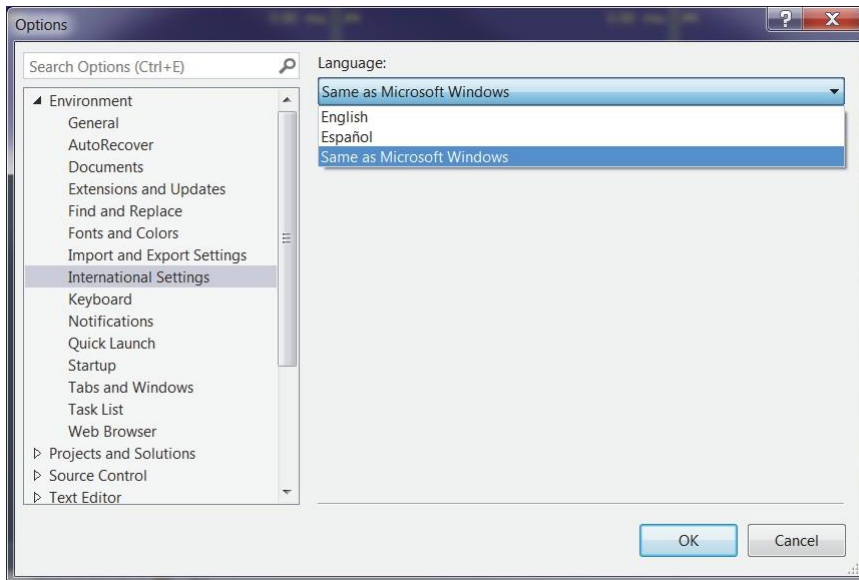 Options
Search Options (Ctrl+E)
Environment
General
AutoRecover
Documents
Extensions and Updates
Find and Replace
Fonts and Colors
Import and Export Settings
International Settings
Keyboard
Notifications
Quick Launch
Startup
Tabs and Windows
Task List
Web Browser
Projects and Solutions
Source Control
Text Editor
Language:
Same as Microsoft Windows
English
Español
Same as Microsoft Windows
OK
Cancel